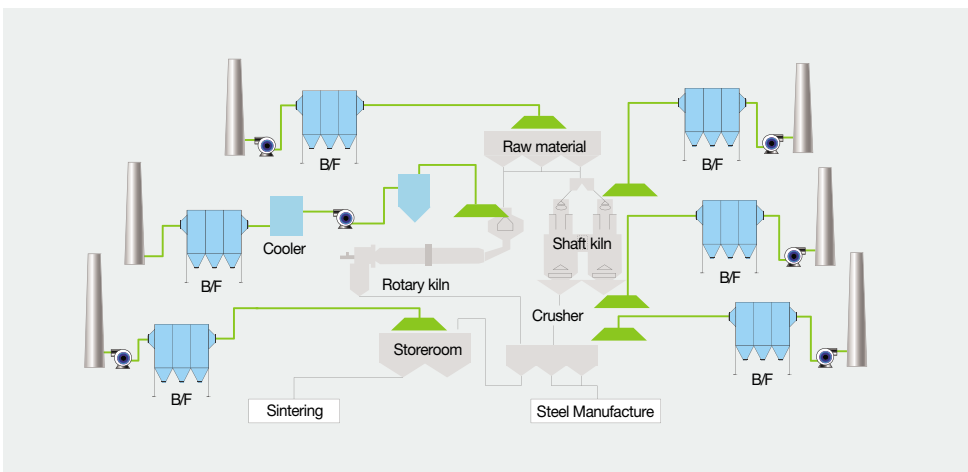 Raw material
B/F
B/F
Shaft kiln
Cooler
B/F
Rotary kiln
B/F
Crusher
Storeroom
B/F
B/F
Sintering
Steel Manufacture